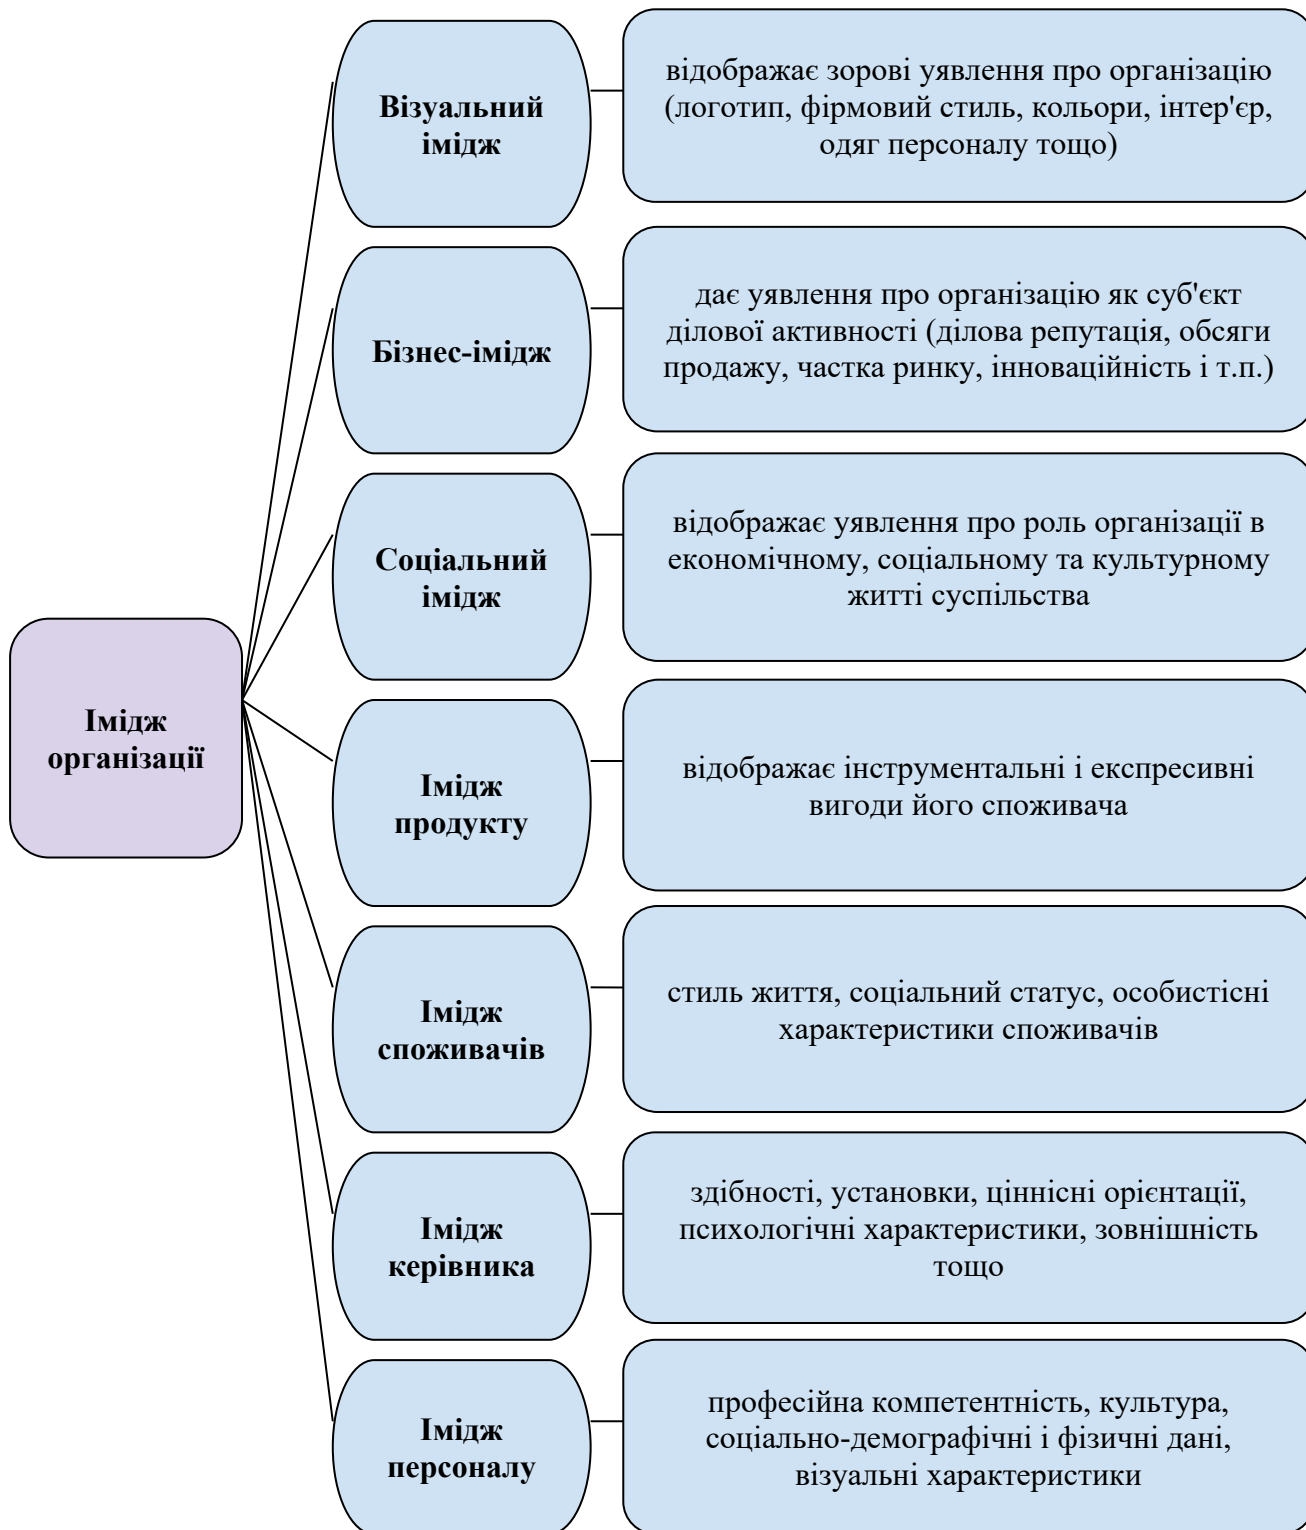 Візуальний
імідж
відображає зорові уявлення про організацію
(логотип, фірмовий стиль, кольори, інтер'єр,
одяг персоналу тощо)
Бізнес-імідж
дає уявлення про організацію як суб'єкт
ділової активності (ділова репутація, обсяги
продажу, частка ринку, інноваційність і т.п.)
Соціальний
імідж
відображає уявлення про роль організації в
економічному, соціальному та культурному
житті суспільства
Імідж
організації
Імідж
продукту
відображає інструментальні і експресивні
вигоди його споживача
Імідж
споживачів
стиль життя, соціальний статус, особистісні
характеристики споживачів
Імідж
керівника
здібності, установки, ціннісні орієнтації,
психологічні характеристики, зовнішність
тощо
Імідж
персоналу
професійна компетентність, культура,
соціально-демографічні і фізичні дані,
візуальні характеристики